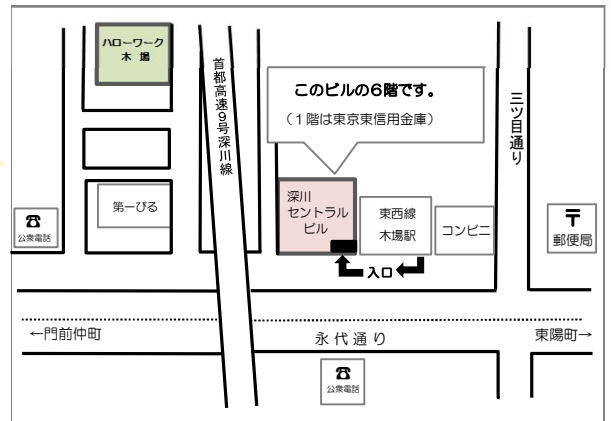 ハローワーク
木 場
首都高速9号深川線
このビルの6階です。
(1階は東京東信用金庫)
三ツ目通り
第一びる
深川
セントラル
ビル
東西線
木場駅
コンビニ
☎
公衆電話
〒
郵便局
入口
←門前仲町
永代通り
東陽町→
☎
公衆電話